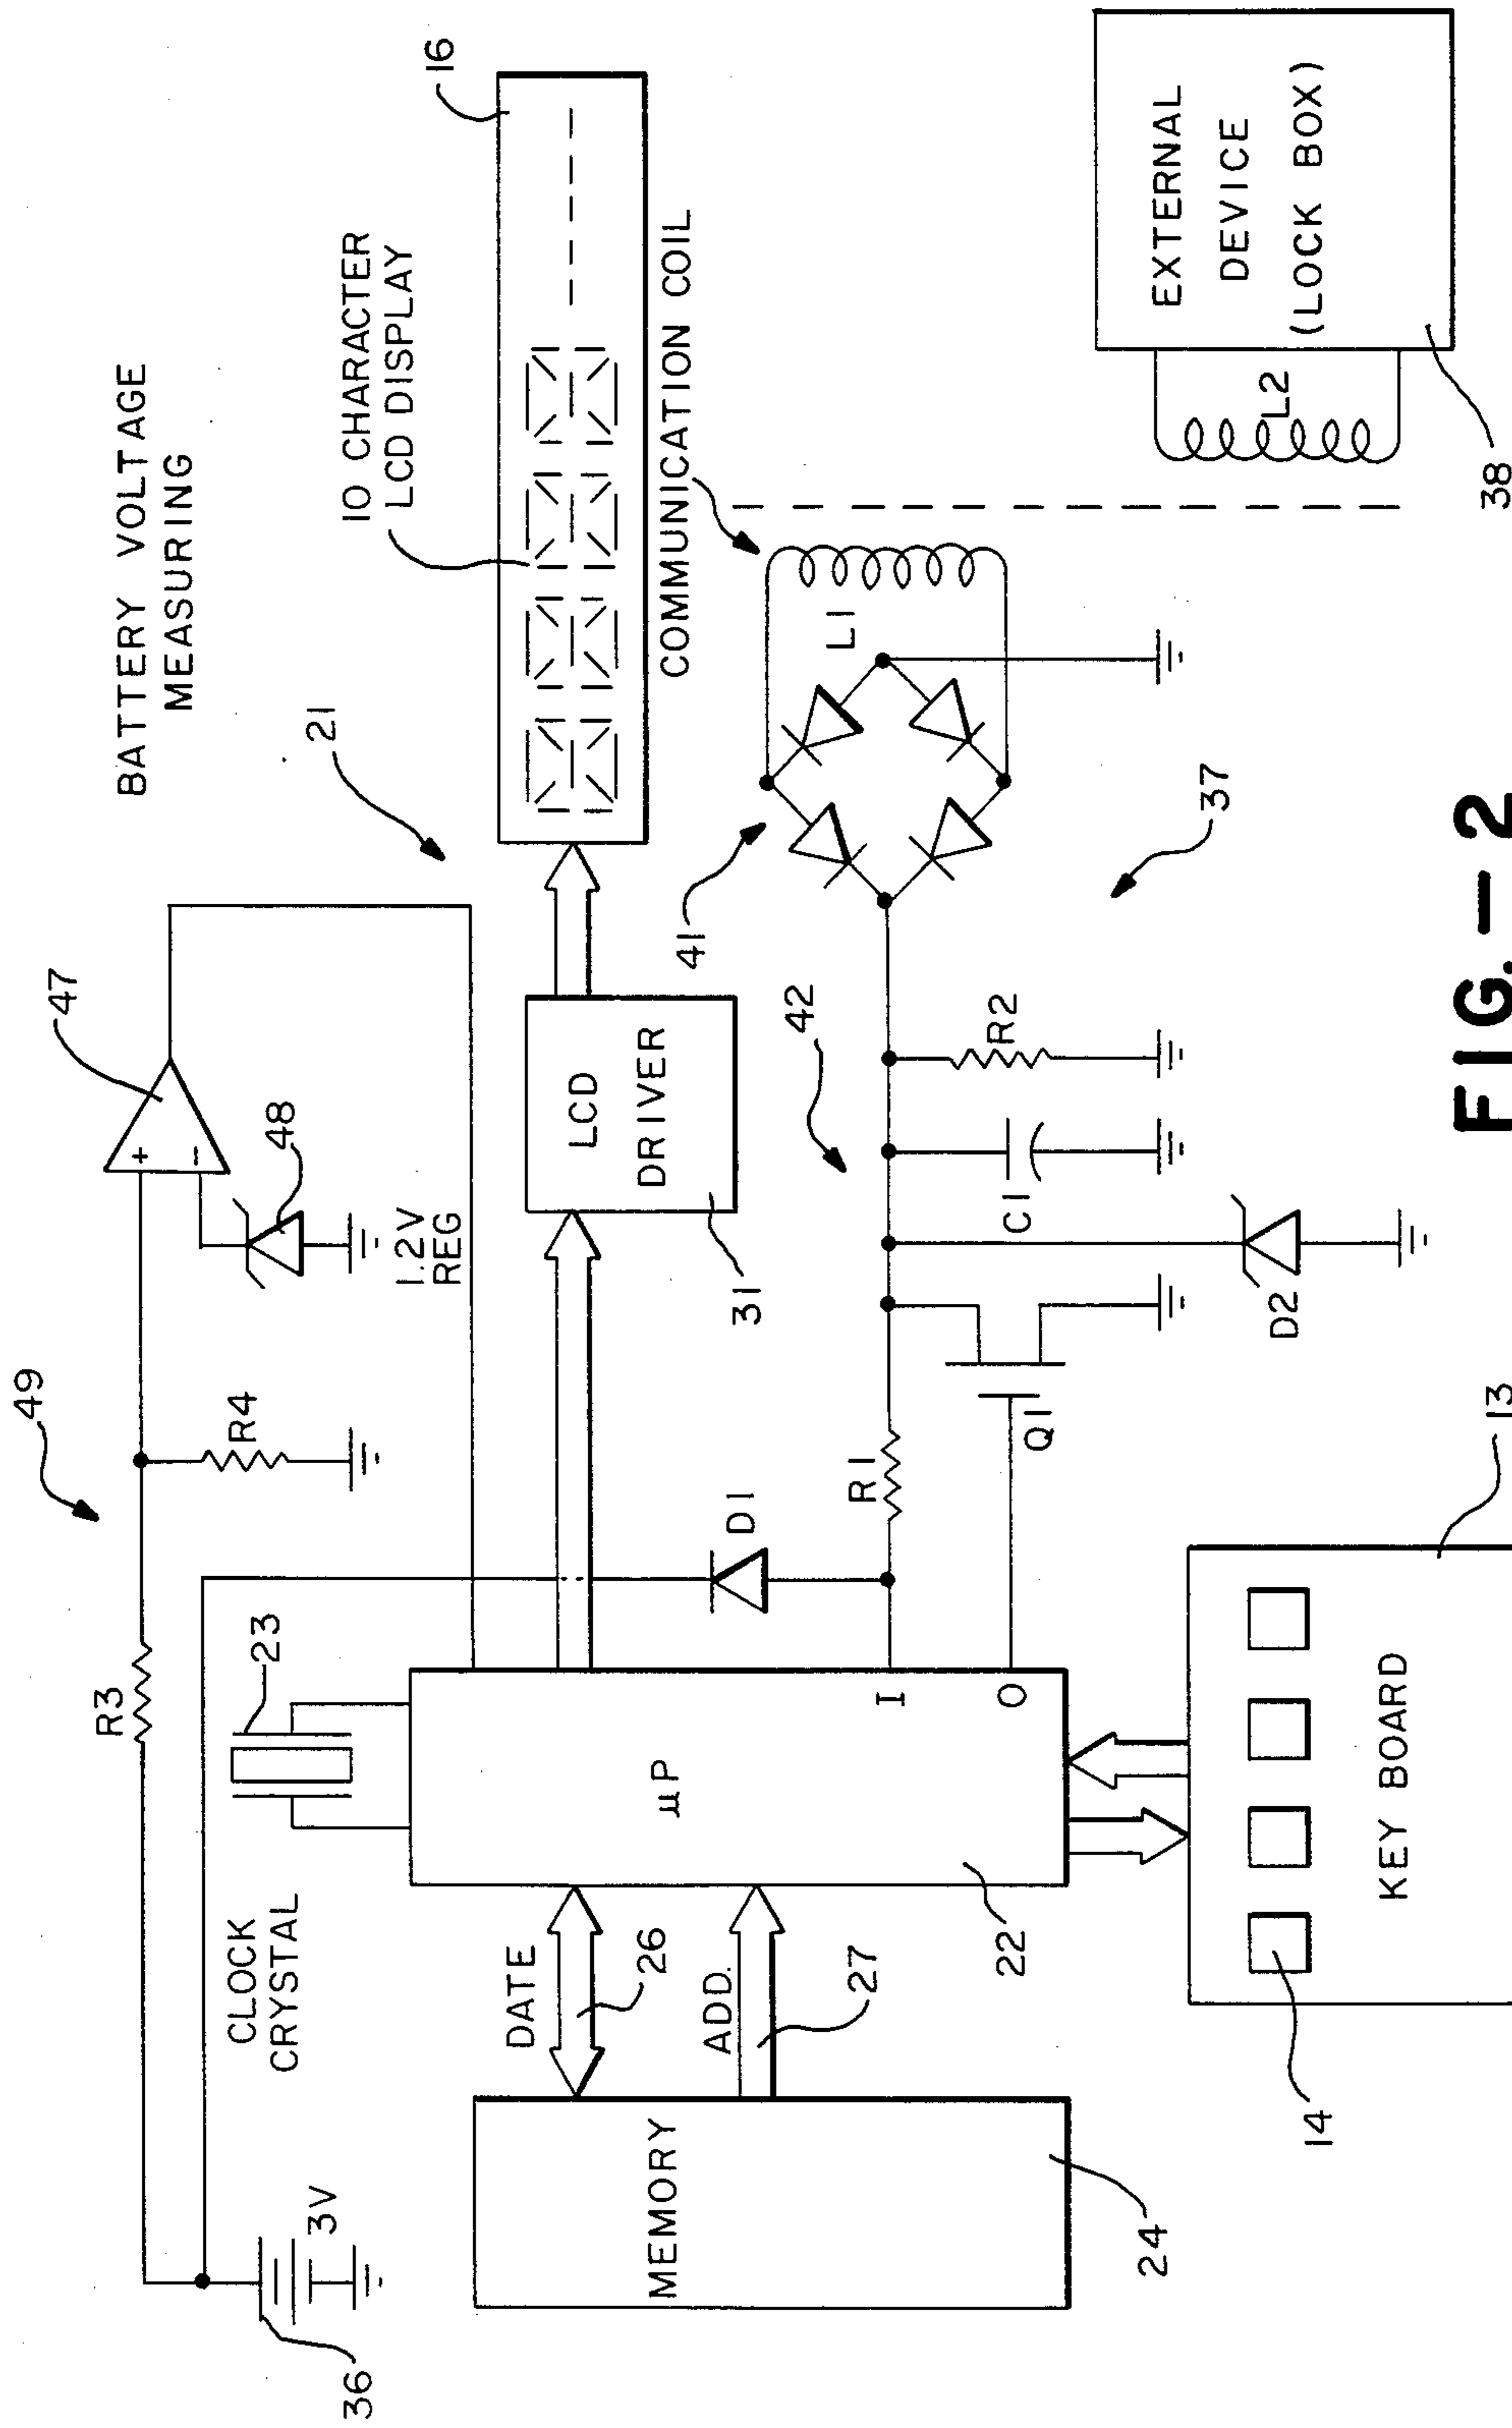 BATTERY VOLTAGE
MEASURING
49
47
R3
R4
+
−
48
1.2V
REG
36
3V
CLOCK
CRYSTAL
23
21
10 CHARACTER
LCD DISPLAY
16
MEMORY
24
DATE
26
ADD.
27
µP
22
I
O
D1
LCD
DRIVER
31
COMMUNICATION COIL
R1
Q1
42
C1
R2
D2
41
L1
37
L2
EXTERNAL
DEVICE
(LOCK BOX)
38
14
KEY BOARD
13
FIG.-2